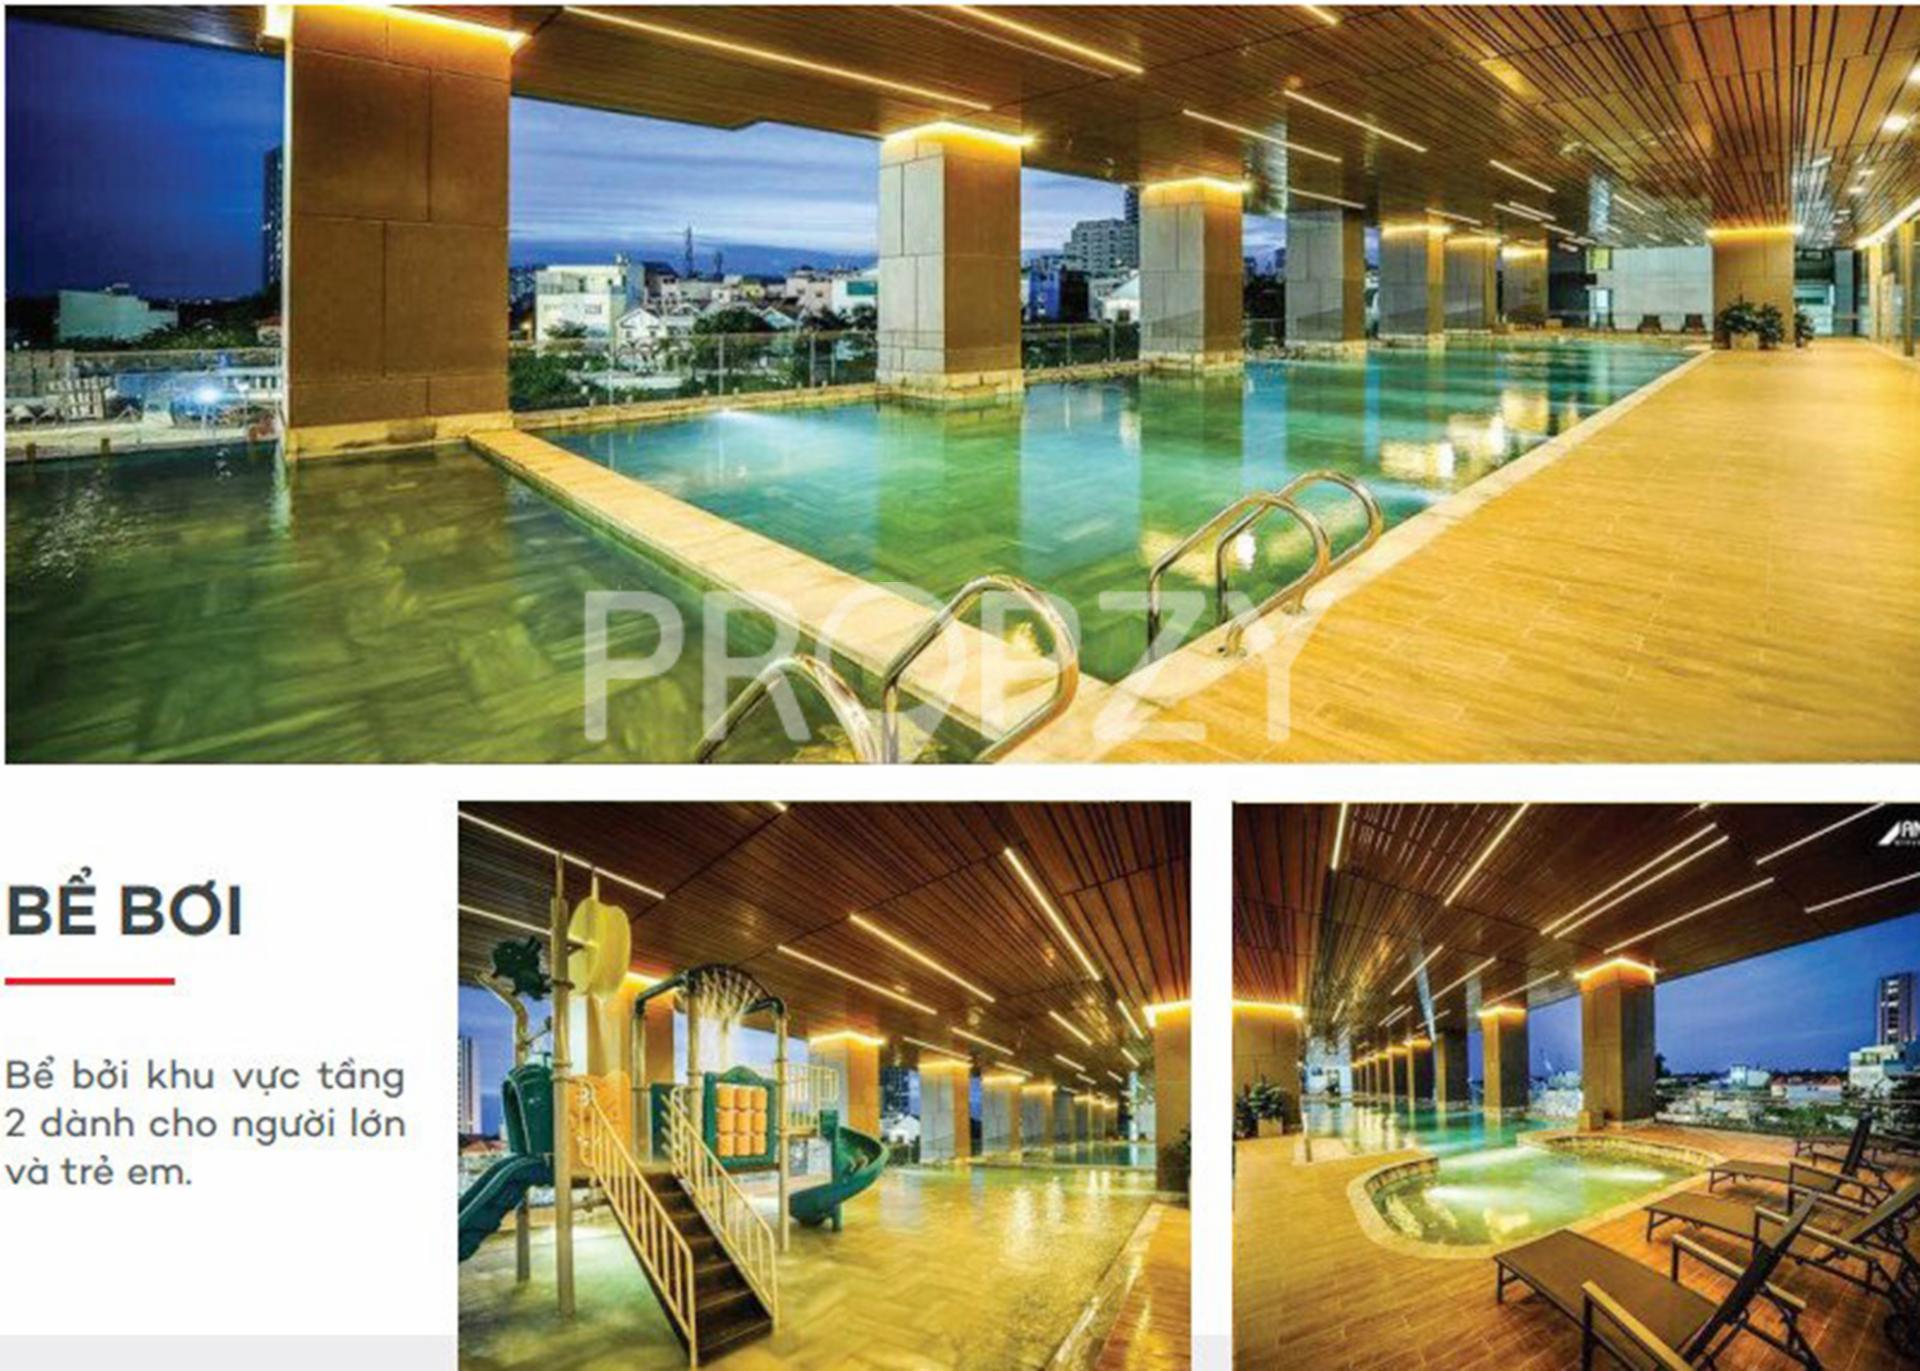 PROPZY
BỂ BƠI
Bể bởi khu vực tầng
2 dành cho người lớn
và trẻ em.